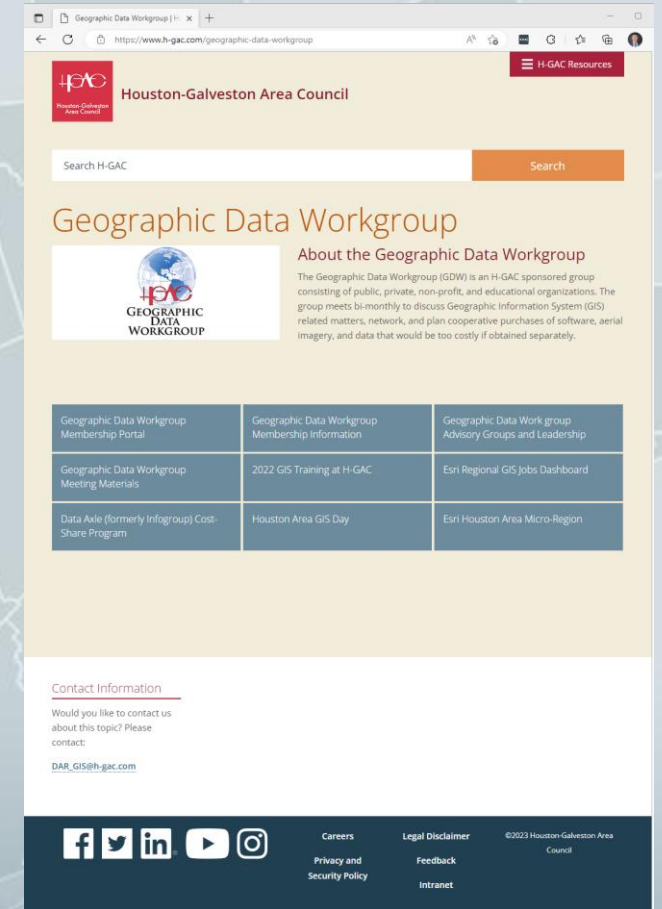 Geographic Data Workgroup | H-
https://www.h-gac.com/geographic-data-workgroup
H-GAC Resources
H-GAC
Houston-Galveston
Area Council
Houston-Galveston Area Council
Search H-GAC
Search
Geographic Data Workgroup
H-GAC
GEOGRAPHIC
DATA
WORKGROUP
About the Geographic Data Workgroup
The Geographic Data Workgroup (GDW) is an H-GAC sponsored group
consisting of public, private, non-profit, and educational organizations. The
group meets bi-monthly to discuss Geographic Information System (GIS)
related matters, network, and plan cooperative purchases of software, aerial
imagery, and data that would be too costly if obtained separately.
Geographic Data Workgroup
Membership Portal
Geographic Data Workgroup
Membership Information
Geographic Data Work group
Advisory Groups and Leadership
Geographic Data Workgroup
Meeting Materials
2022 GIS Training at H-GAC
Esri Regional GIS Jobs Dashboard
Data Axle (formerly Infogroup) Cost-
Share Program
Houston Area GIS Day
Esri Houston Area Micro-Region
Contact Information
Would you like to contact us
about this topic? Please
contact:
DAR_GIS@h-gac.com
Careers
Legal Disclaimer
©2023 Houston-Galveston Area
Council
Privacy and
Security Policy
Feedback
Intranet